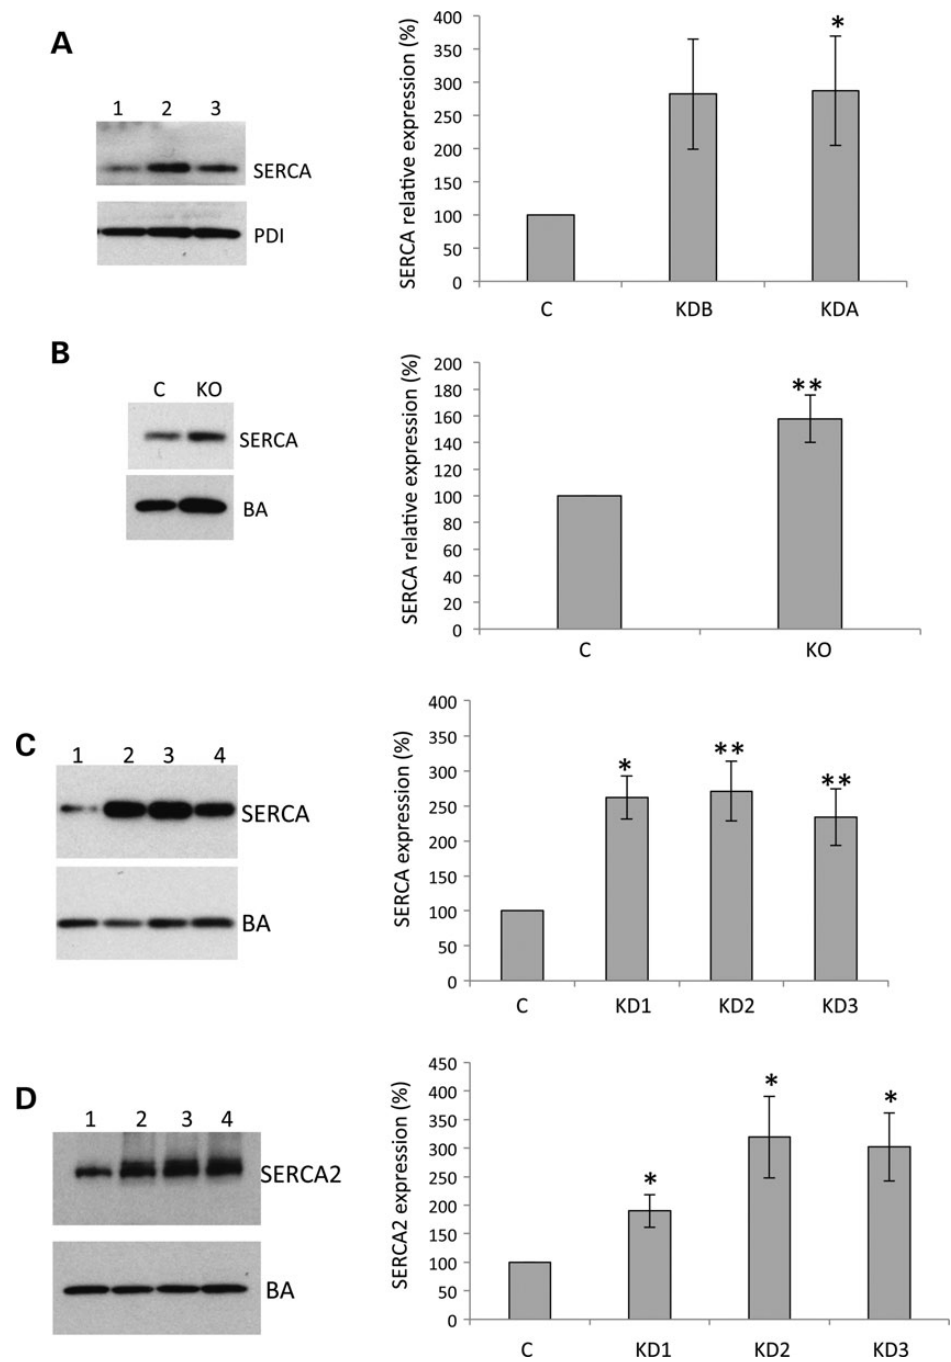 A
1 2 3
SERCA
PDI
SERCA relative expression (%)
400
350
300
250
200
150
100
50
0
*
C KDB KDA
B
C KO
SERCA
BA
SERCA relative expression (%)
200
180
160
140
120
100
80
60
40
20
0
**
C KO
C
1 2 3 4
SERCA
BA
SERCA expression (%)
400
350
300
250
200
150
100
50
0
* ** **
C KD1 KD2 KD3
D
1 2 3 4
SERCA2
BA
SERCA2 expression (%)
450
400
350
300
250
200
150
100
50
0
* * *
C KD1 KD2 KD3